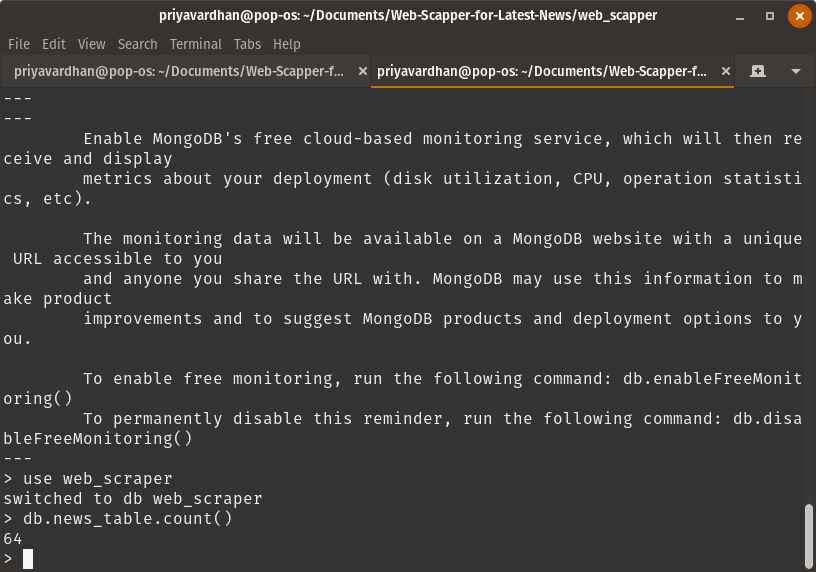 priyavardhan@pop-os: ~/Documents/Web-Scapper-for-Latest-News/web_scapper
File Edit View Search Terminal Tabs Help
priyavardhan@pop-os: ~/Documents/Web-Scapper-f... priyavardhan@pop-os: ~/Documents/Web-Scapper-f...
---
---
        Enable MongoDB's free cloud-based monitoring service, which will then re
ceive and display
        metrics about your deployment (disk utilization, CPU, operation statisti
cs, etc).

        The monitoring data will be available on a MongoDB website with a unique
 URL accessible to you
        and anyone you share the URL with. MongoDB may use this information to m
ake product
        improvements and to suggest MongoDB products and deployment options to y
ou.

        To enable free monitoring, run the following command: db.enableFreeMonit
oring()
        To permanently disable this reminder, run the following command: db.disa
bleFreeMonitoring()
---
> use web_scraper
switched to db web_scraper
> db.news_table.count()
64
>